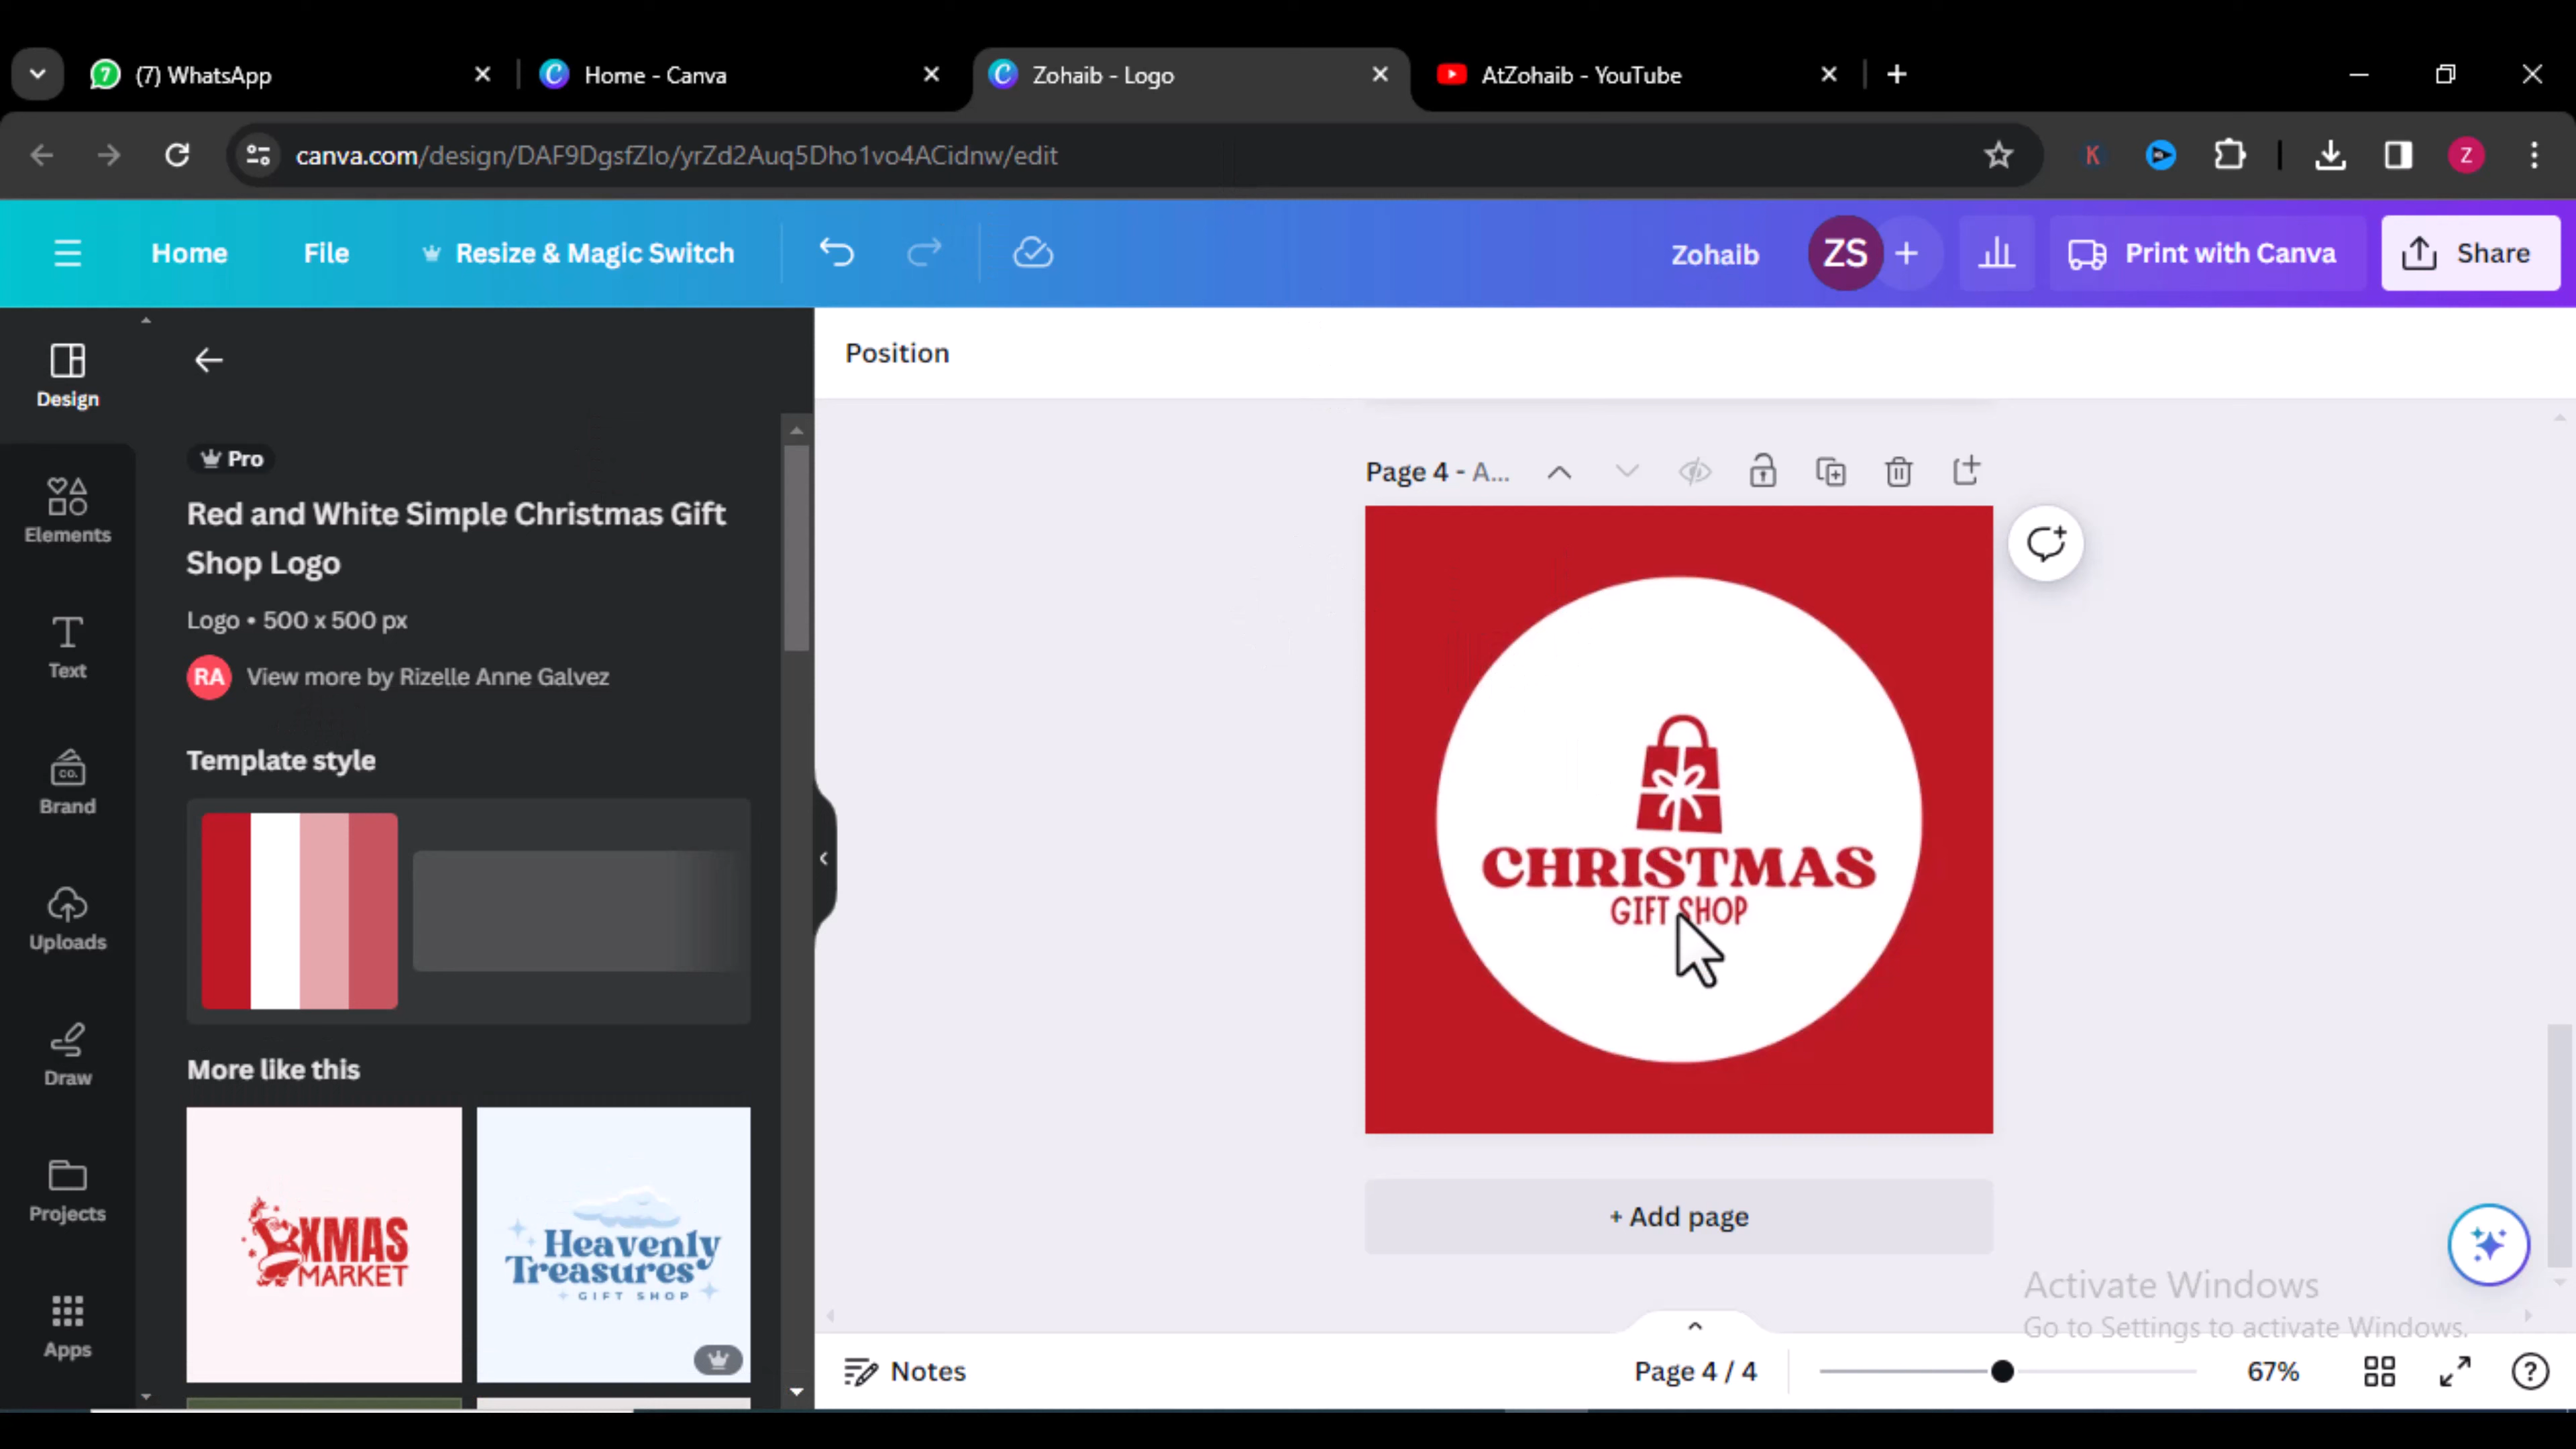 (7) WhatsApp
Home - Canva
Zohaib - Logo
AtZohaib - YouTube
canva.com/design/DAF9DgsfZIo/yrZd2Auq5Dho1vo4ACidnw/edit
K
Z
Home
File
Resize & Magic Switch
Zohaib
ZS
Print with Canva
Share
Design
Elements
Text
Brand
CO.
Uploads
Draw
Projects
Apps
Pro
Red and White Simple Christmas Gift
Shop Logo
Logo • 500 x 500 px
RA
View more by Rizelle Anne Galvez
Template style
More like this
XMAS
MARKET
Heavenly
Treasures
GIFT SHOP
Position
Page 4 - A...
CHRISTMAS
GIFT SHOP
+ Add page
Activate Windows
Go to Settings to activate Windows.
Notes
Page 4 / 4
67%